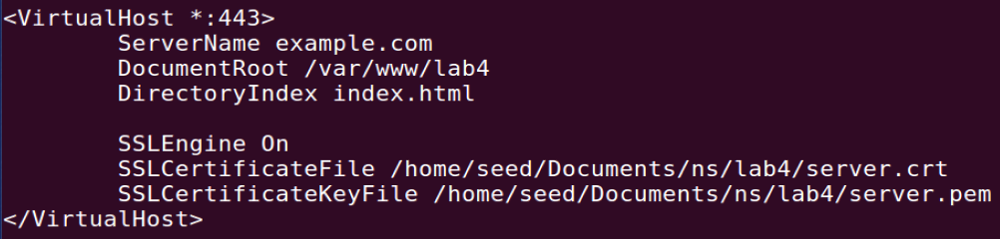 <VirtualHost *:443>
ServerName example.com
DocumentRoot /var/www/lab4
DirectoryIndex index.html
SSLEngine On
SSLCertificateFile /home/seed/Documents/ns/lab4/server.crt
SSLCertificateKeyFile /home/seed/Documents/ns/lab4/server.pem
</VirtualHost>